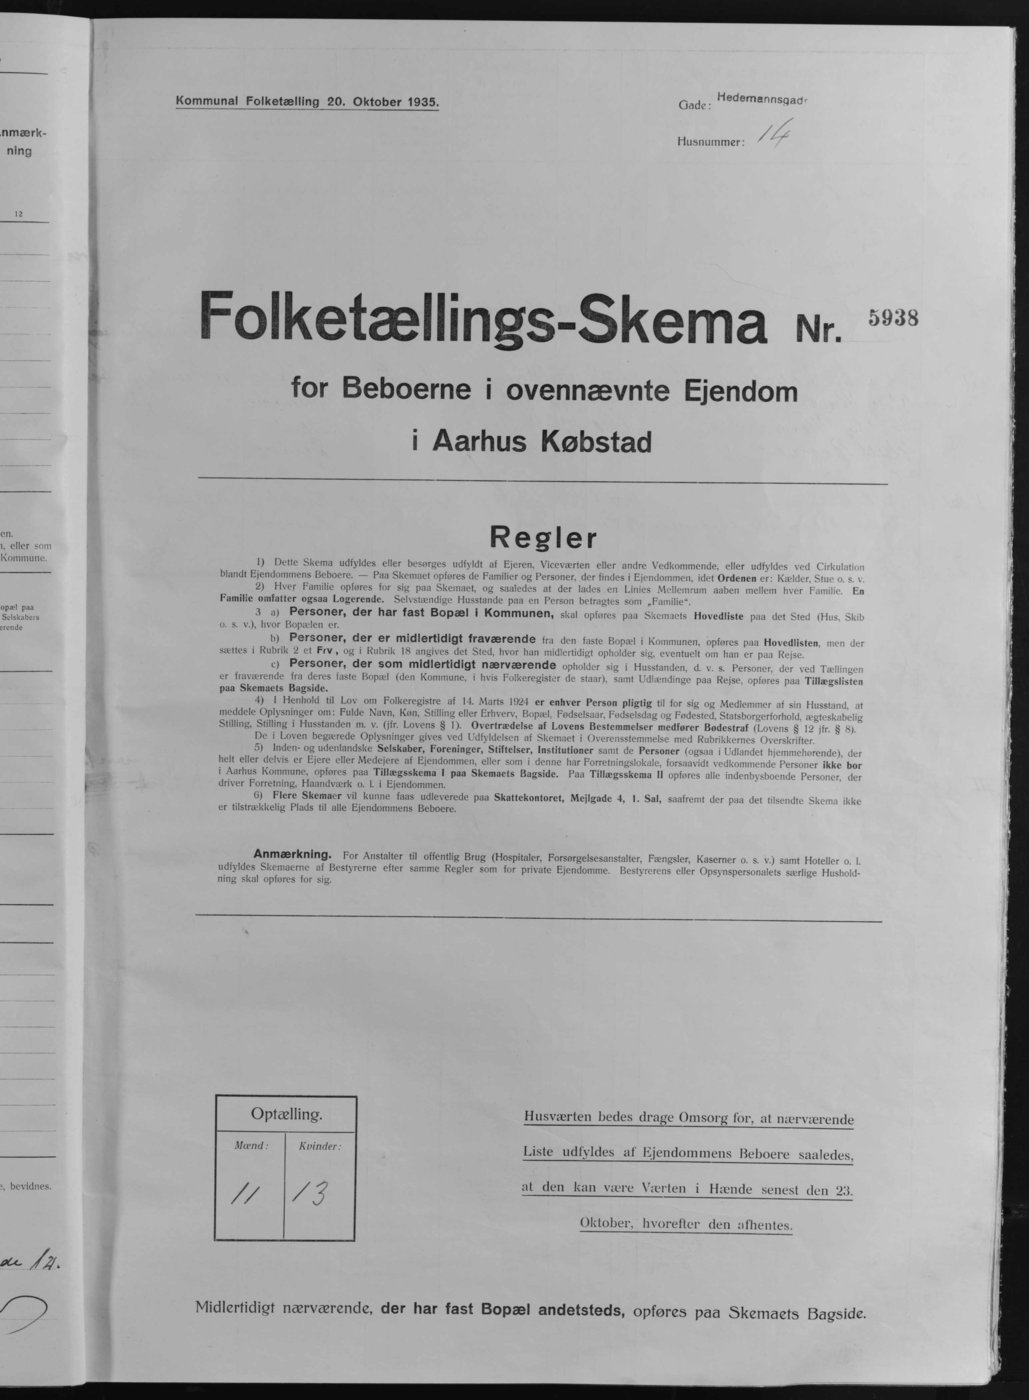 nmærk-
ning
12
en.
, eller som
Kommune.
opæl paa
Selskabers
erende
, bevidnes.
de 12.
Kommunal Folketælling 20. Oktober 1935.
Gade: Hedemannsgad
Husnummer: 14
Folketællings-Skema Nr. 5938
for Beboerne i ovennævnte Ejendom
i Aarhus Købstad
Regler
1) Dette Skema udfyldes eller besørges udfyldt af Ejeren, Viceværten eller andre Vedkommende, eller udfyldes ved Cirkulation
blandt Ejendommens Beboere. — Paa Skemaet opføres de Familier og Personer, der findes i Ejendommen, idet Ordenen er: Kælder, Stue o. s. v.
2) Hver Familie opføres for sig paa Skemaet, og saaledes at der lades en Linies Mellemrum aaben mellem hver Familie. En
Familie omfatter ogsaa Logerende. Selvstændige Husstande paa en Person betragtes som „Familie“.
3 a) Personer, der har fast Bopæl i Kommunen, skal opføres paa Skemaets Hovedliste paa det Sted (Hus, Skib
o. s. v.), hvor Bopælen er.
b) Personer, der er midlertidigt fraværende fra den faste Bopæl i Kommunen, opføres paa Hovedlisten, men der
sættes i Rubrik 2 et Frv., og i Rubrik 18 angives det Sted, hvor han midlertidigt opholder sig, eventuelt om han er paa Rejse.
c) Personer, der som midlertidigt nærværende opholder sig i Husstanden, d. v. s. Personer, der ved Tællingen
er fraværende fra deres faste Bopæl (den Kommune, i hvis Folkeregister de staar), samt Udlændinge paa Rejse, opføres paa Tillægslisten
paa Skemaets Bagside.
4) I Henhold til Lov om Folkeregistre af 14. Marts 1924 er enhver Person pligtig til for sig og Medlemmer af sin Husstand, at
meddele Oplysninger om: Fulde Navn, Køn, Stilling eller Erhverv, Bopæl, Fødselsaar, Fødselsdag og Fødested, Statsborgerforhold, ægteskabelig
Stilling, Stilling i Husstanden m. v. (jfr. Lovens § 1). Overtrædelse af Lovens Bestemmelser medfører Bødestraf (Lovens § 12 jfr. § 8).
De i Loven begærede Oplysninger gives ved Udfyldelsen af Skemaet i Overensstemmelse med Rubrikkernes Overskrifter.
5) Inden- og udenlandske Selskaber, Foreninger, Stiftelser, Institutioner samt de Personer (ogsaa i Udlandet hjemmehørende), der
helt eller delvis er Ejere eller Medejere af Ejendommen, eller som i denne har Forretningslokale, forsaavidt vedkommende Personer ikke bor
i Aarhus Kommune, opføres paa Tillægsskema I paa Skemaets Bagside. Paa Tillægsskema II opføres alle indenbysboende Personer, der
driver Forretning, Haandværk o. l. i Ejendommen.
6) Flere Skemaer vil kunne faas udleverede paa Skattekontoret, Mejlgade 4, 1. Sal, saafremt der paa det tilsendte Skema ikke
er tilstrækkelig Plads til alle Ejendommens Beboere.
Anmærkning. For Anstalter til offentlig Brug (Hospitaler, Forsørgelsesanstalter, Fængsler, Kaserner o. s. v.) samt Hoteller o. l.
udfyldes Skemaerne af Bestyrerne efter samme Regler som for private Ejendomme. Bestyrerens eller Opsynspersonalets særlige Hushold-
ning skal opføres for sig.
Optælling.
Mænd: Kvinder:
11 13
Husværten bedes drage Omsorg for, at nærværende
Liste udfyldes af Ejendommens Beboere saaledes,
at den kan være Værten i Hænde senest den 23.
Oktober, hvorefter den afhentes.
Midlertidigt nærværende, der har fast Bopæl andetsteds, opføres paa Skemaets Bagside.